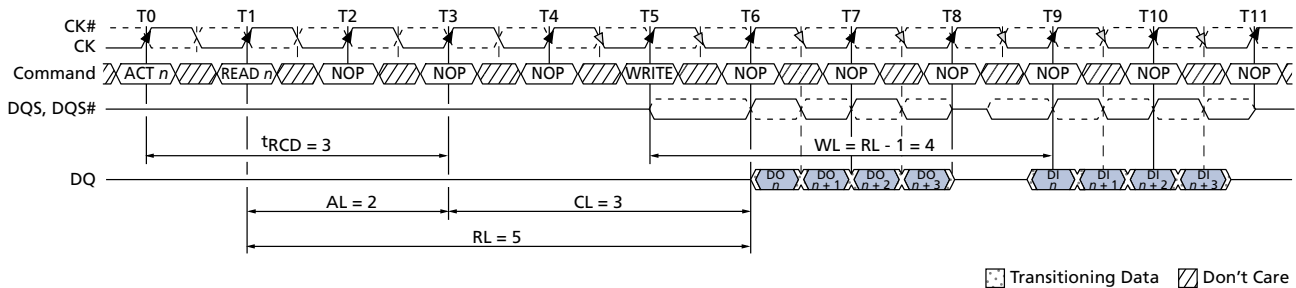 T0 T1 T2 T3 T4 T5 T6 T7 T8 T9 T10 T11
CK#
CK
Command ACT n READ n NOP NOP NOP WRITE NOP NOP NOP NOP NOP NOP
DQS, DQS#
tRCD = 3 WL = RL - 1 = 4
DQ DO n DO n + 1 DO n + 2 DO n + 3 DI n DI n + 1 DI n + 2 DI n + 3
AL = 2 CL = 3
RL = 5
Transitioning Data Don't Care